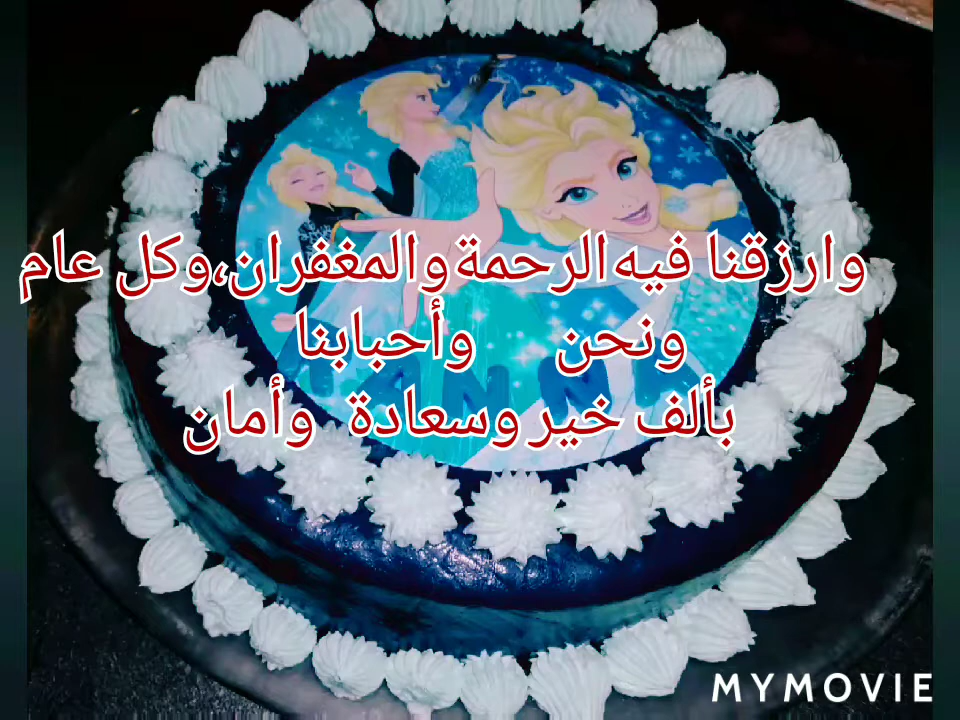 وارزقنا فيه الرحمة والمغفران،وكل عام
ونحن وأحبابنا
بألف خير وسعادة وأمان
MYMOVIE